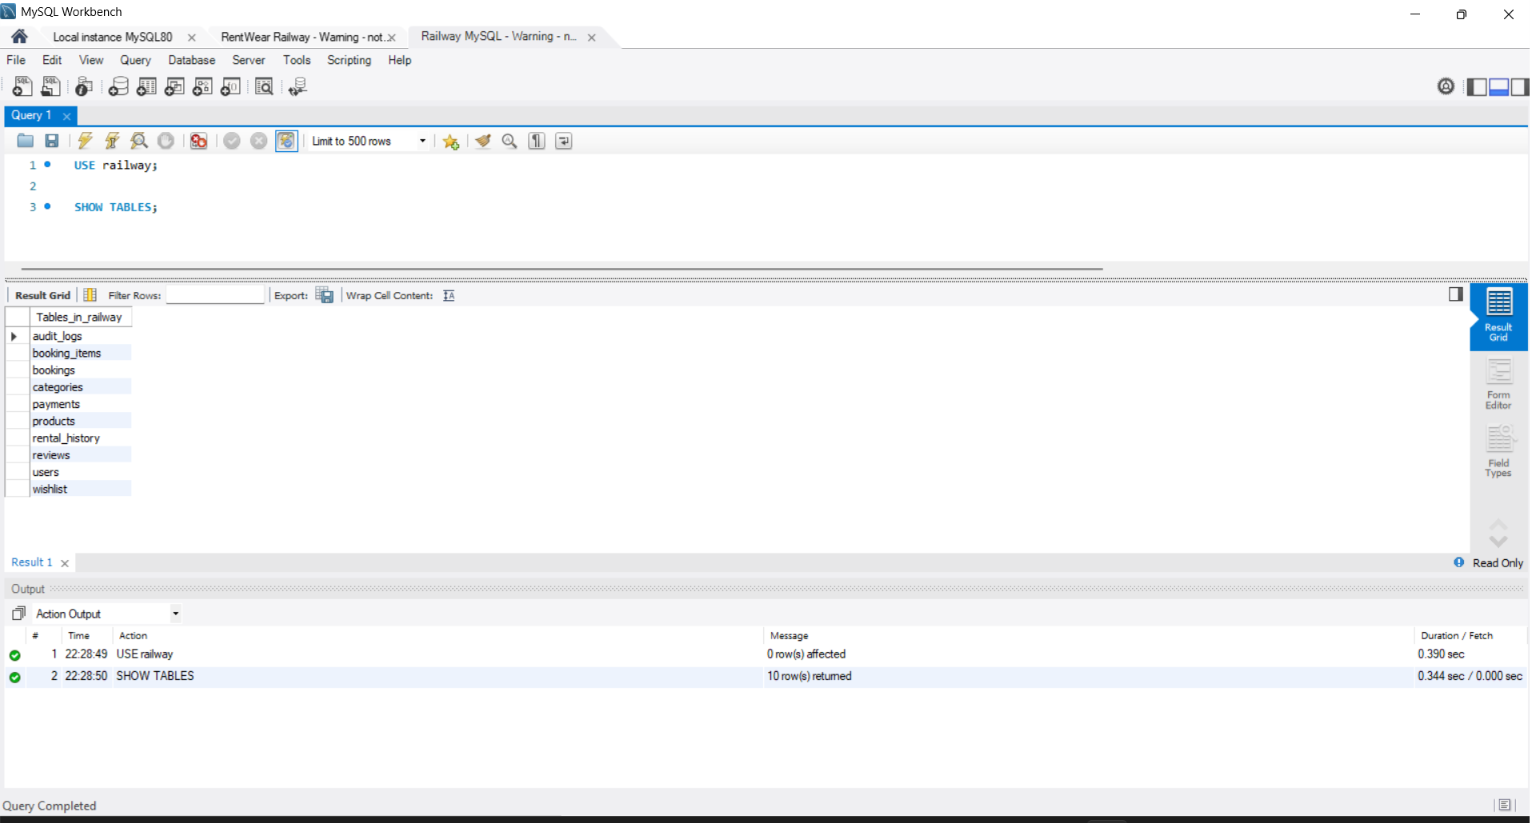 MySQL Workbench
Local instance MySQL80
RentWear Railway - Warning - not...
Railway MySQL - Warning - n...
File Edit View Query Database Server Tools Scripting Help
Query 1
Limit to 500 rows
1 USE railway;
2
3 SHOW TABLES;
Result Grid Filter Rows: Export: Wrap Cell Content:
Tables_in_railway
audit_logs
booking_items
bookings
categories
payments
products
rental_history
reviews
users
wishlist
Result
Grid
Form
Editor
Field
Types
Result 1
Read Only
Output
Action Output
# Time Action Message Duration / Fetch
1 22:28:49 USE railway 0 row(s) affected 0.390 sec
2 22:28:50 SHOW TABLES 10 row(s) returned 0.344 sec / 0.000 sec
Query Completed